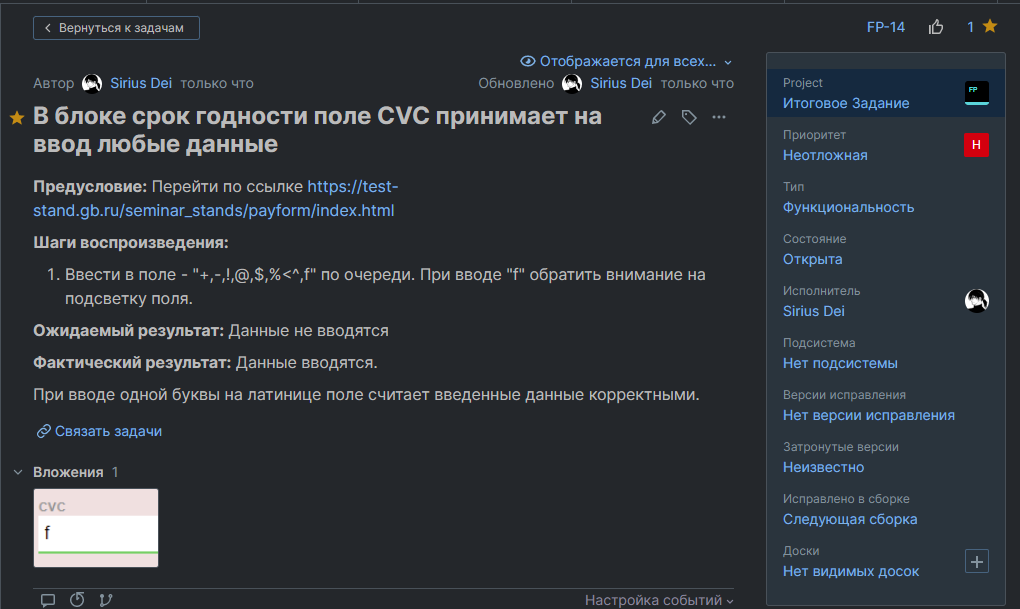 Вернуться к задачам
FP-14
1
Отображается для всех...
Автор Sirius Dei только что
Обновлено Sirius Dei только что
В блоке срок годности поле CVC принимает на
ввод любые данные
Предусловие: Перейти по ссылке https://test-
stand.gb.ru/seminar_stands/payform/index.html
Шаги воспроизведения:
1. Ввести в поле - "+,-,!,@,$,%<^,f" по очереди. При вводе "f" обратить внимание на
подсветку поля.
Ожидаемый результат: Данные не вводятся
Фактический результат: Данные вводятся.
При вводе одной буквы на латинице поле считает введенные данные корректными.
Связать задачи
Вложения 1
CVC
f
Настройка событий
Project
Итоговое Задание
FP
Приоритет
Неотложная
Н
Тип
Функциональность
Состояние
Открыта
Исполнитель
Sirius Dei
Подсистема
Нет подсистемы
Версии исправления
Нет версии исправления
Затронутые версии
Неизвестно
Исправлено в сборке
Следующая сборка
Доски
Нет видимых досок